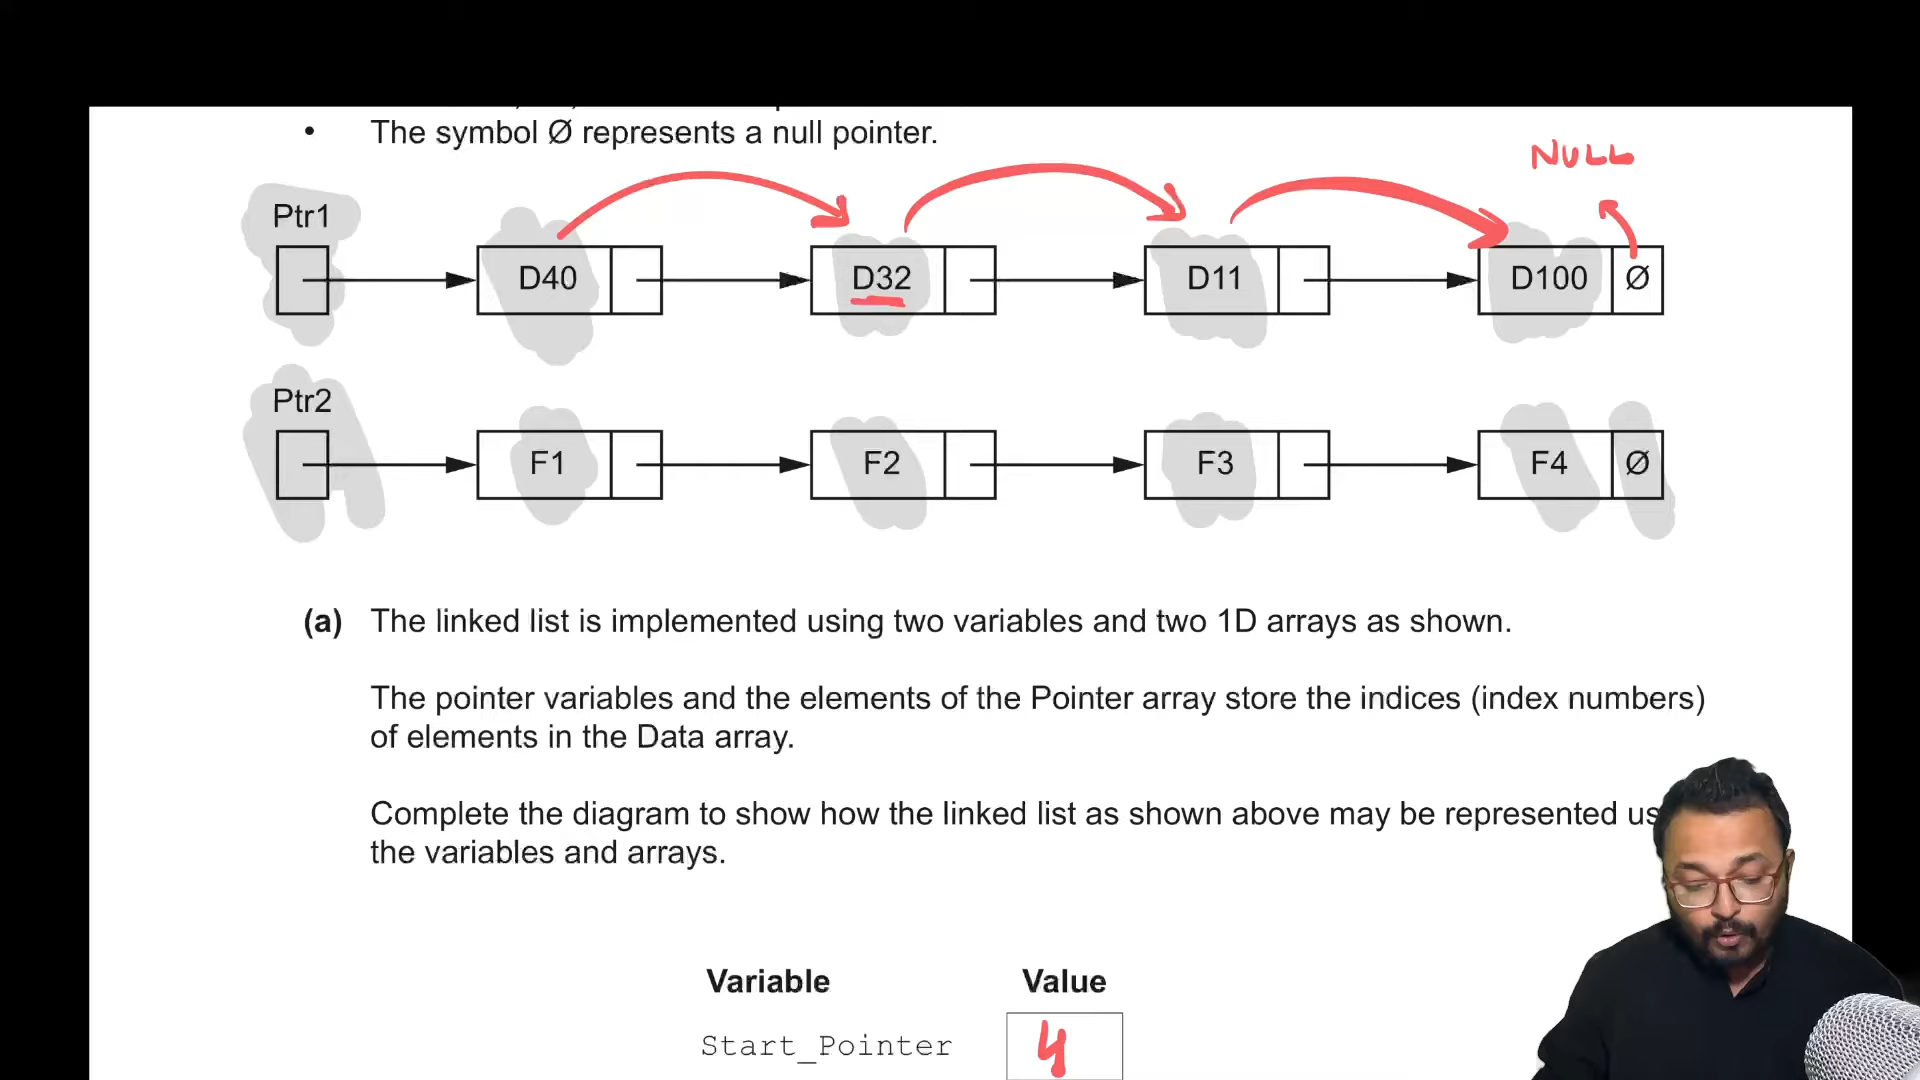 • The symbol Ø represents a null pointer.
NULL
Ptr1
D40 D32 D11 D100 Ø
Ptr2
F1 F2 F3 F4 Ø
(a) The linked list is implemented using two variables and two 1D arrays as shown.
The pointer variables and the elements of the Pointer array store the indices (index numbers)
of elements in the Data array.
Complete the diagram to show how the linked list as shown above may be represented us
the variables and arrays.
Variable Value
Start_Pointer 4